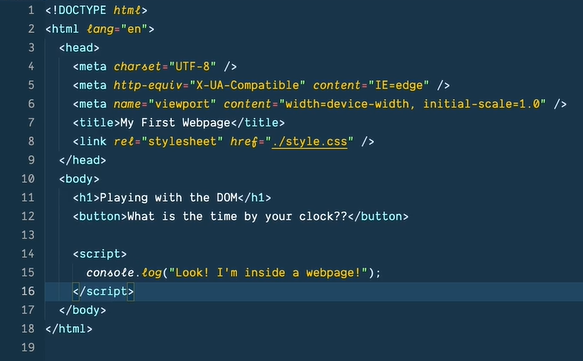 1 <!DOCTYPE html>
2 <html lang="en">
3 <head>
4 <meta charset="UTF-8" />
5 <meta http-equiv="X-UA-Compatible" content="IE=edge" />
6 <meta name="viewport" content="width=device-width, initial-scale=1.0" />
7 <title>My First Webpage</title>
8 <link rel="stylesheet" href="./style.css" />
9 </head>
10 <body>
11 <h1>Playing with the DOM</h1>
12 <button>What is the time by your clock??</button>
13
14 <script>
15 console.log("Look! I'm inside a webpage!");
16 </script>
17 </body>
18 </html>
19